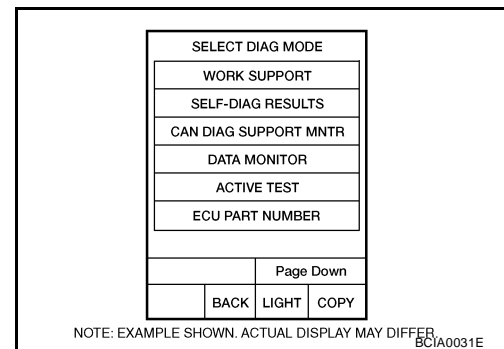 SELECT DIAG MODE
WORK SUPPORT
SELF-DIAG RESULTS
CAN DIAG SUPPORT MNTR
DATA MONITOR
ACTIVE TEST
ECU PART NUMBER
Page Down
BACK LIGHT COPY
NOTE: EXAMPLE SHOWN. ACTUAL DISPLAY MAY DIFFER.
BCIA0031E